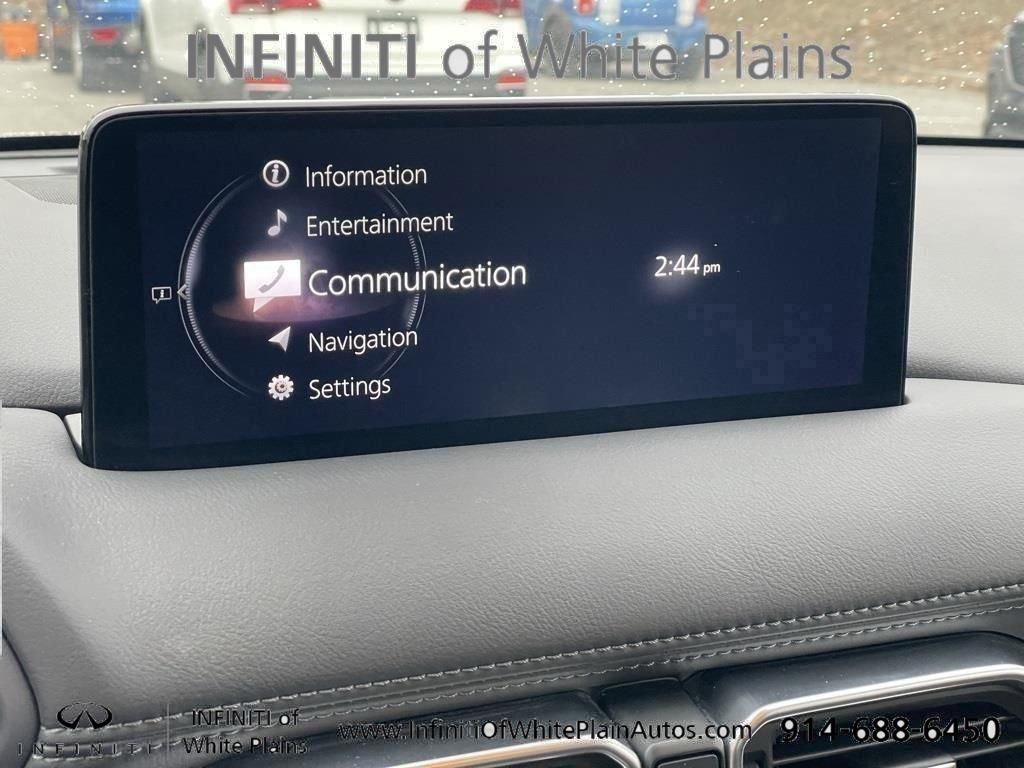 INFINITI of White Plains
Information
Entertainment
Communication
2:44 pm
Navigation
Settings
INFINITI
INFINITI of
White Plains
www.InfinitiOfWhitePlainAutos.com
914-688-6450